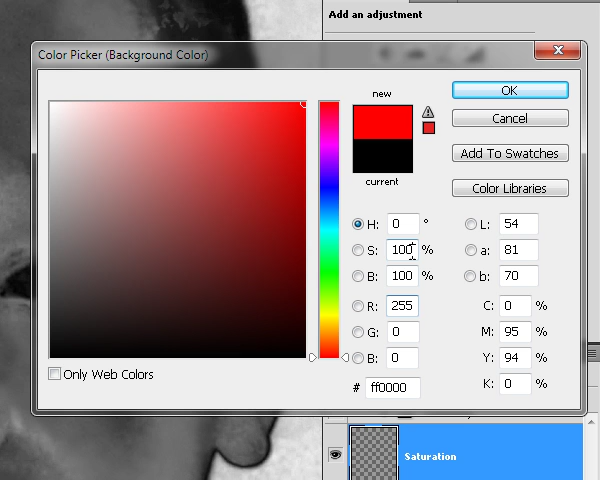 Add an adjustment
Color Picker (Background Color)
new
current
OK
Cancel
Add To Swatches
Color Libraries
H: 0 °
S: 100 %
B: 100 %
R: 255
G: 0
B: 0
# ff0000
L: 54
a: 81
b: 70
C: 0 %
M: 95 %
Y: 94 %
K: 0 %
Only Web Colors
Saturation